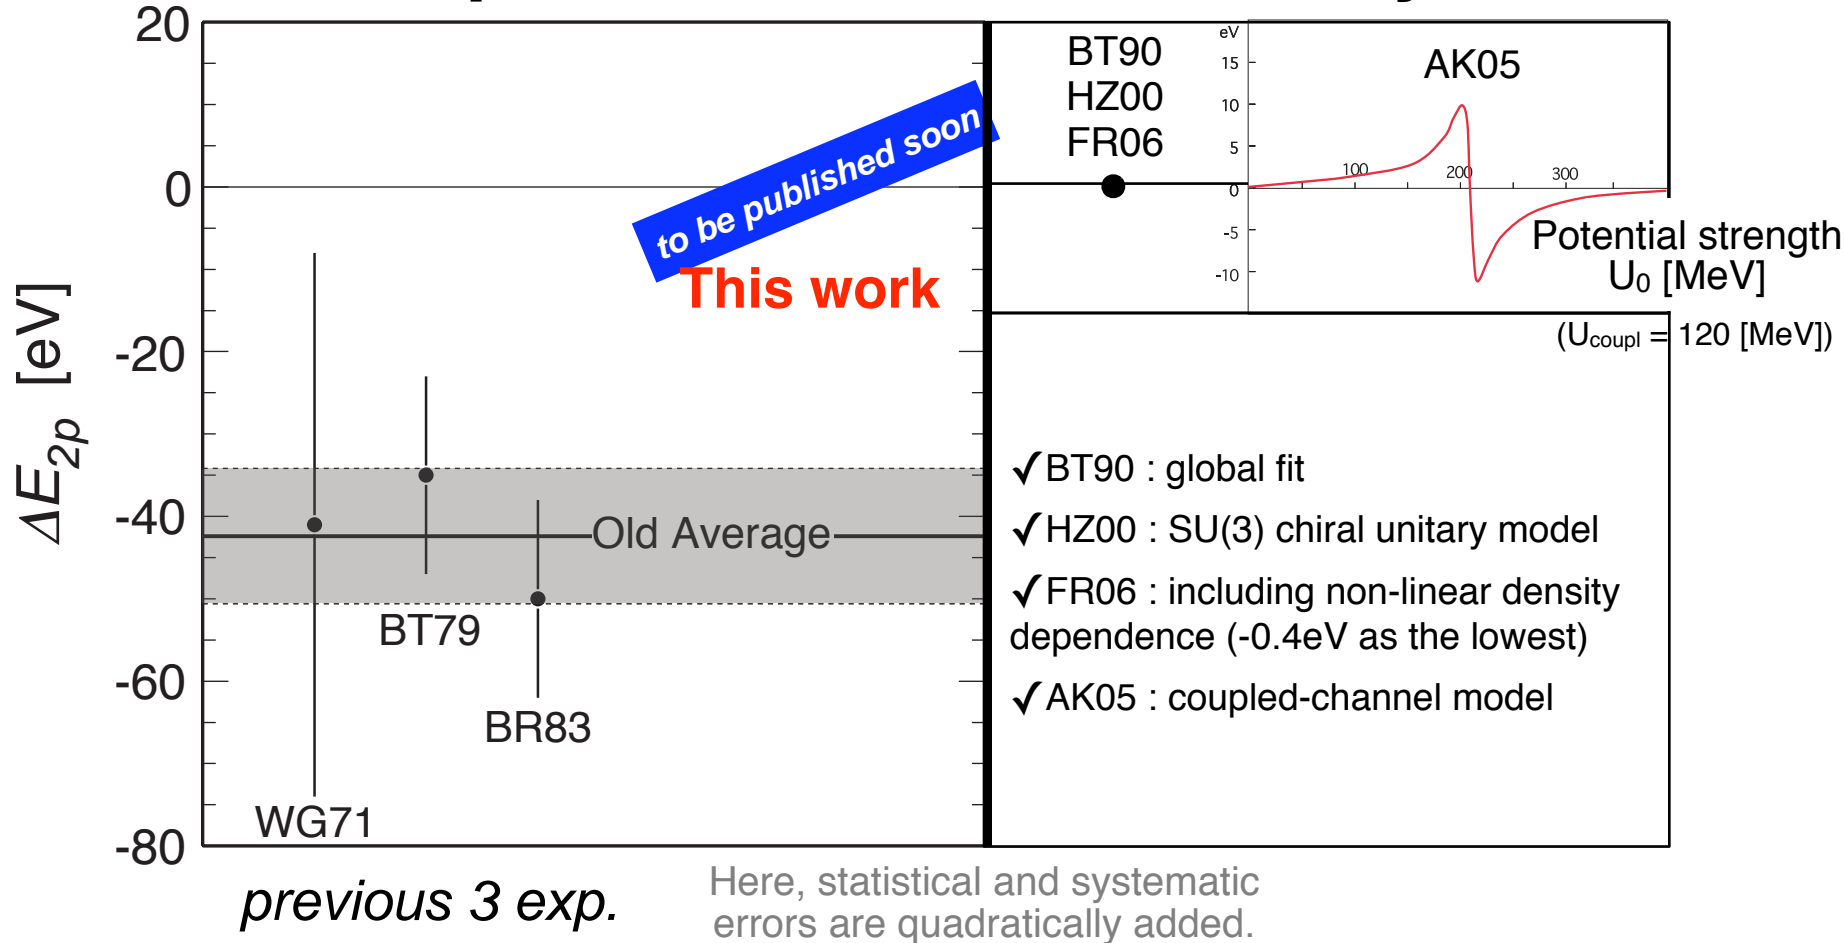 20
0
-20
-40
-60
-80
ΔE2p [eV]
to be published soon
This work
Old Average
WG71
BT79
BR83
previous 3 exp.
Here, statistical and systematic
errors are quadratically added.
BT90
HZ00
FR06
eV
15
10
5
0
-5
-10
100
200
300
AK05
Potential strength
U0 [MeV]
(Ucoupl = 120 [MeV])
✓BT90 : global fit
✓HZ00 : SU(3) chiral unitary model
✓FR06 : including non-linear density
dependence (-0.4eV as the lowest)
✓AK05 : coupled-channel model